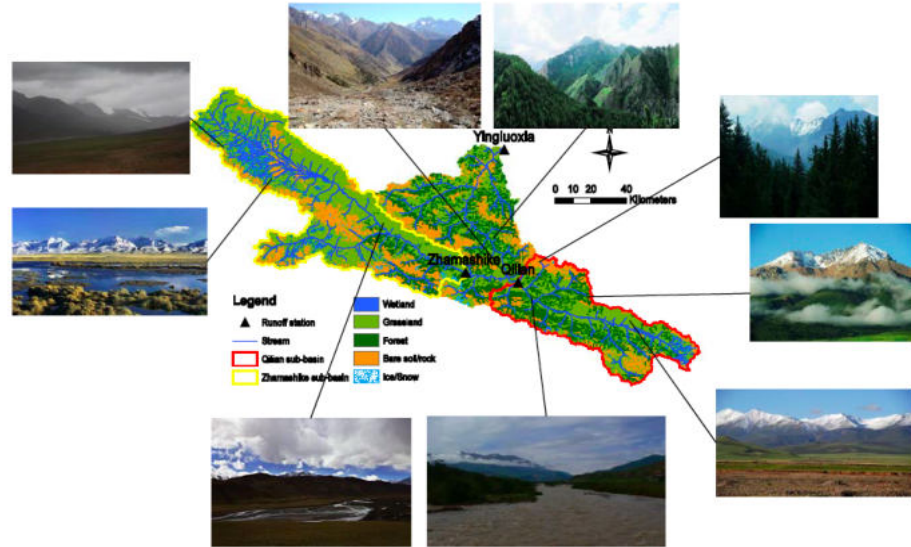 Yingluoxia
N
0 10 20 40
Kilometers
Zhamashike
Qilian
Legend
Runoff station
Stream
Qilian sub-basin
Zhamashike sub-basin
Wetland
Grassland
Forest
Bare soil/rock
Ice/Snow